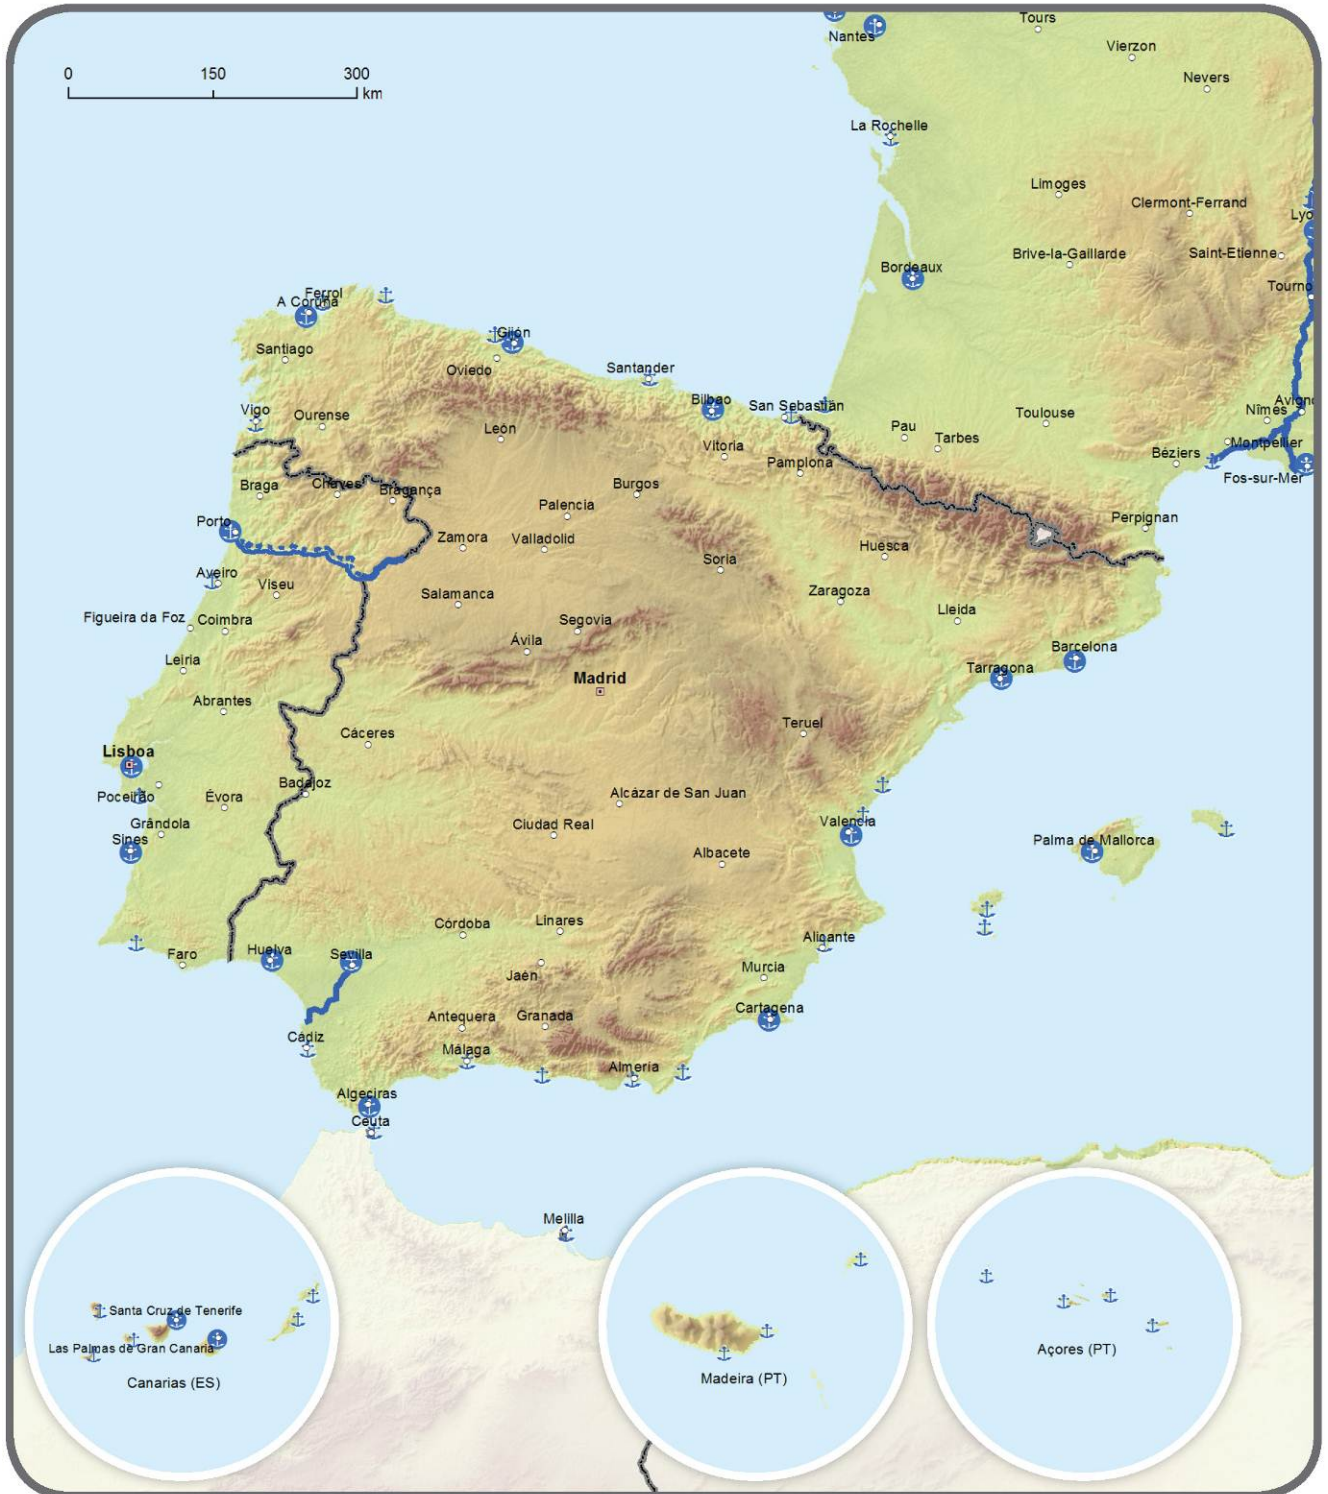 Tours
Nantes
Vierzon
0 150 300
km
Nevers
La Rochelle
Limoges
Clermont-Ferrand
Lyo
Brive-la-Gaillarde
Saint-Etienne
Bordeaux
Tourno
Ferrol
A Coruña
Gijón
Santiago
Oviedo
Santander
Bilbao
San Sebastián
Avigno
Nîmes
Vigo
Ourense
Toulouse
León
Pau
Tarbes
Montpellier
Vitoria
Béziers
Pamplona
Fos-sur-Mer
Braga
Chaves
Bragança
Burgos
Palencia
Perpignan
Porto
Zamora
Valladolid
Huesca
Soria
Aveiro
Viseu
Salamanca
Zaragoza
Lleida
Figueira da Foz
Coimbra
Segovia
Ávila
Barcelona
Leiria
Tarragona
Madrid
Abrantes
Teruel
Cáceres
Lisboa
Badajoz
Poceirão
Évora
Alcázar de San Juan
Grândola
Ciudad Real
Valencia
Sines
Palma de Mallorca
Albacete
Córdoba
Linares
Alicante
Faro
Huelva
Sevilla
Jaén
Murcia
Cartagena
Antequera
Granada
Cádiz
Málaga
Almería
Algeciras
Ceuta
Melilla
Santa Cruz de Tenerife
Las Palmas de Gran Canaria
Canarias (ES)
Madeira (PT)
Açores (PT)